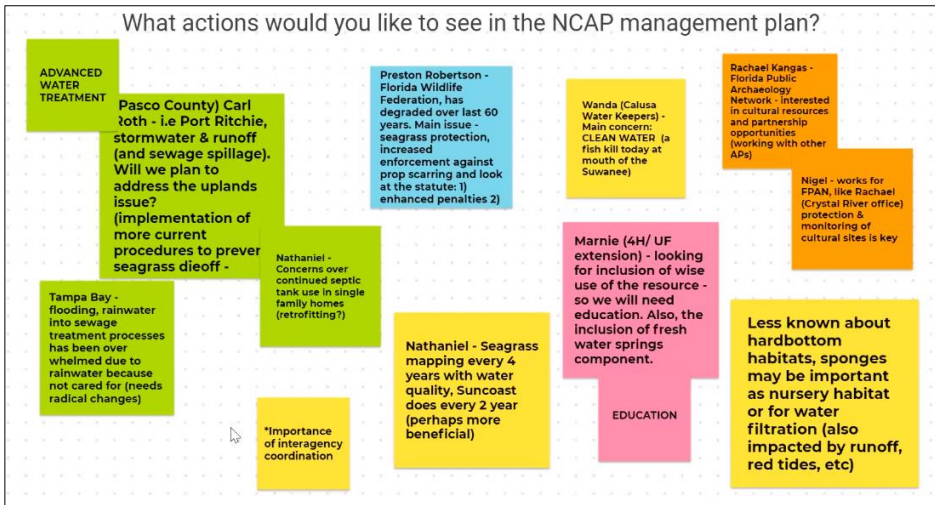 What actions would you like to see in the NCAP management plan?
ADVANCED
WATER
TREATMENT
(Pasco County) Carl
Roth - i.e Port Ritchie,
stormwater & runoff
(and sewage spillage).
Will we plan to
address the uplands
issue?
(implementation of
more current
procedures to preven
seagrass dieoff -
Nathaniel -
Concerns over
continued septic
tank use in single
family homes
(retrofitting?)
Tampa Bay -
flooding, rainwater
into sewage
treatment processes
has been over
whelmed due to
rainwater because
not cared for (needs
radical changes)
*Importance
of interagency
coordination
Preston Robertson -
Florida Wildlife
Federation, has
degraded over last 60
years. Main issue -
seagrass protection,
increased
enforcement against
prop scarring and look
at the statute: 1)
enhanced penalties 2)
Nathaniel - Seagrass
mapping every 4
years with water
quality, Suncoast
does every 2 year
(perhaps more
beneficial)
Wanda (Calusa
Water Keepers) -
Main concern:
CLEAN WATER (a
fish kill today at
mouth of the
Suwanee)
Marnie (4H/ UF
extension) - looking
for inclusion of wise
use of the resource -
so we will need
education. Also, the
inclusion of fresh
water springs
component.
EDUCATION
Rachael Kangas -
Florida Public
Archaeology
Network - interested
in cultural resources
and partnership
opportunities
(working with other
APs)
Nigel - works for
FPAN, like Rachael
(Crystal River office)
protection &
monitoring of
cultural sites is key
Less known about
hardbottom
habitats, sponges
may be important
as nursery habitat
or for water
filtration (also
impacted by runoff,
red tides, etc)